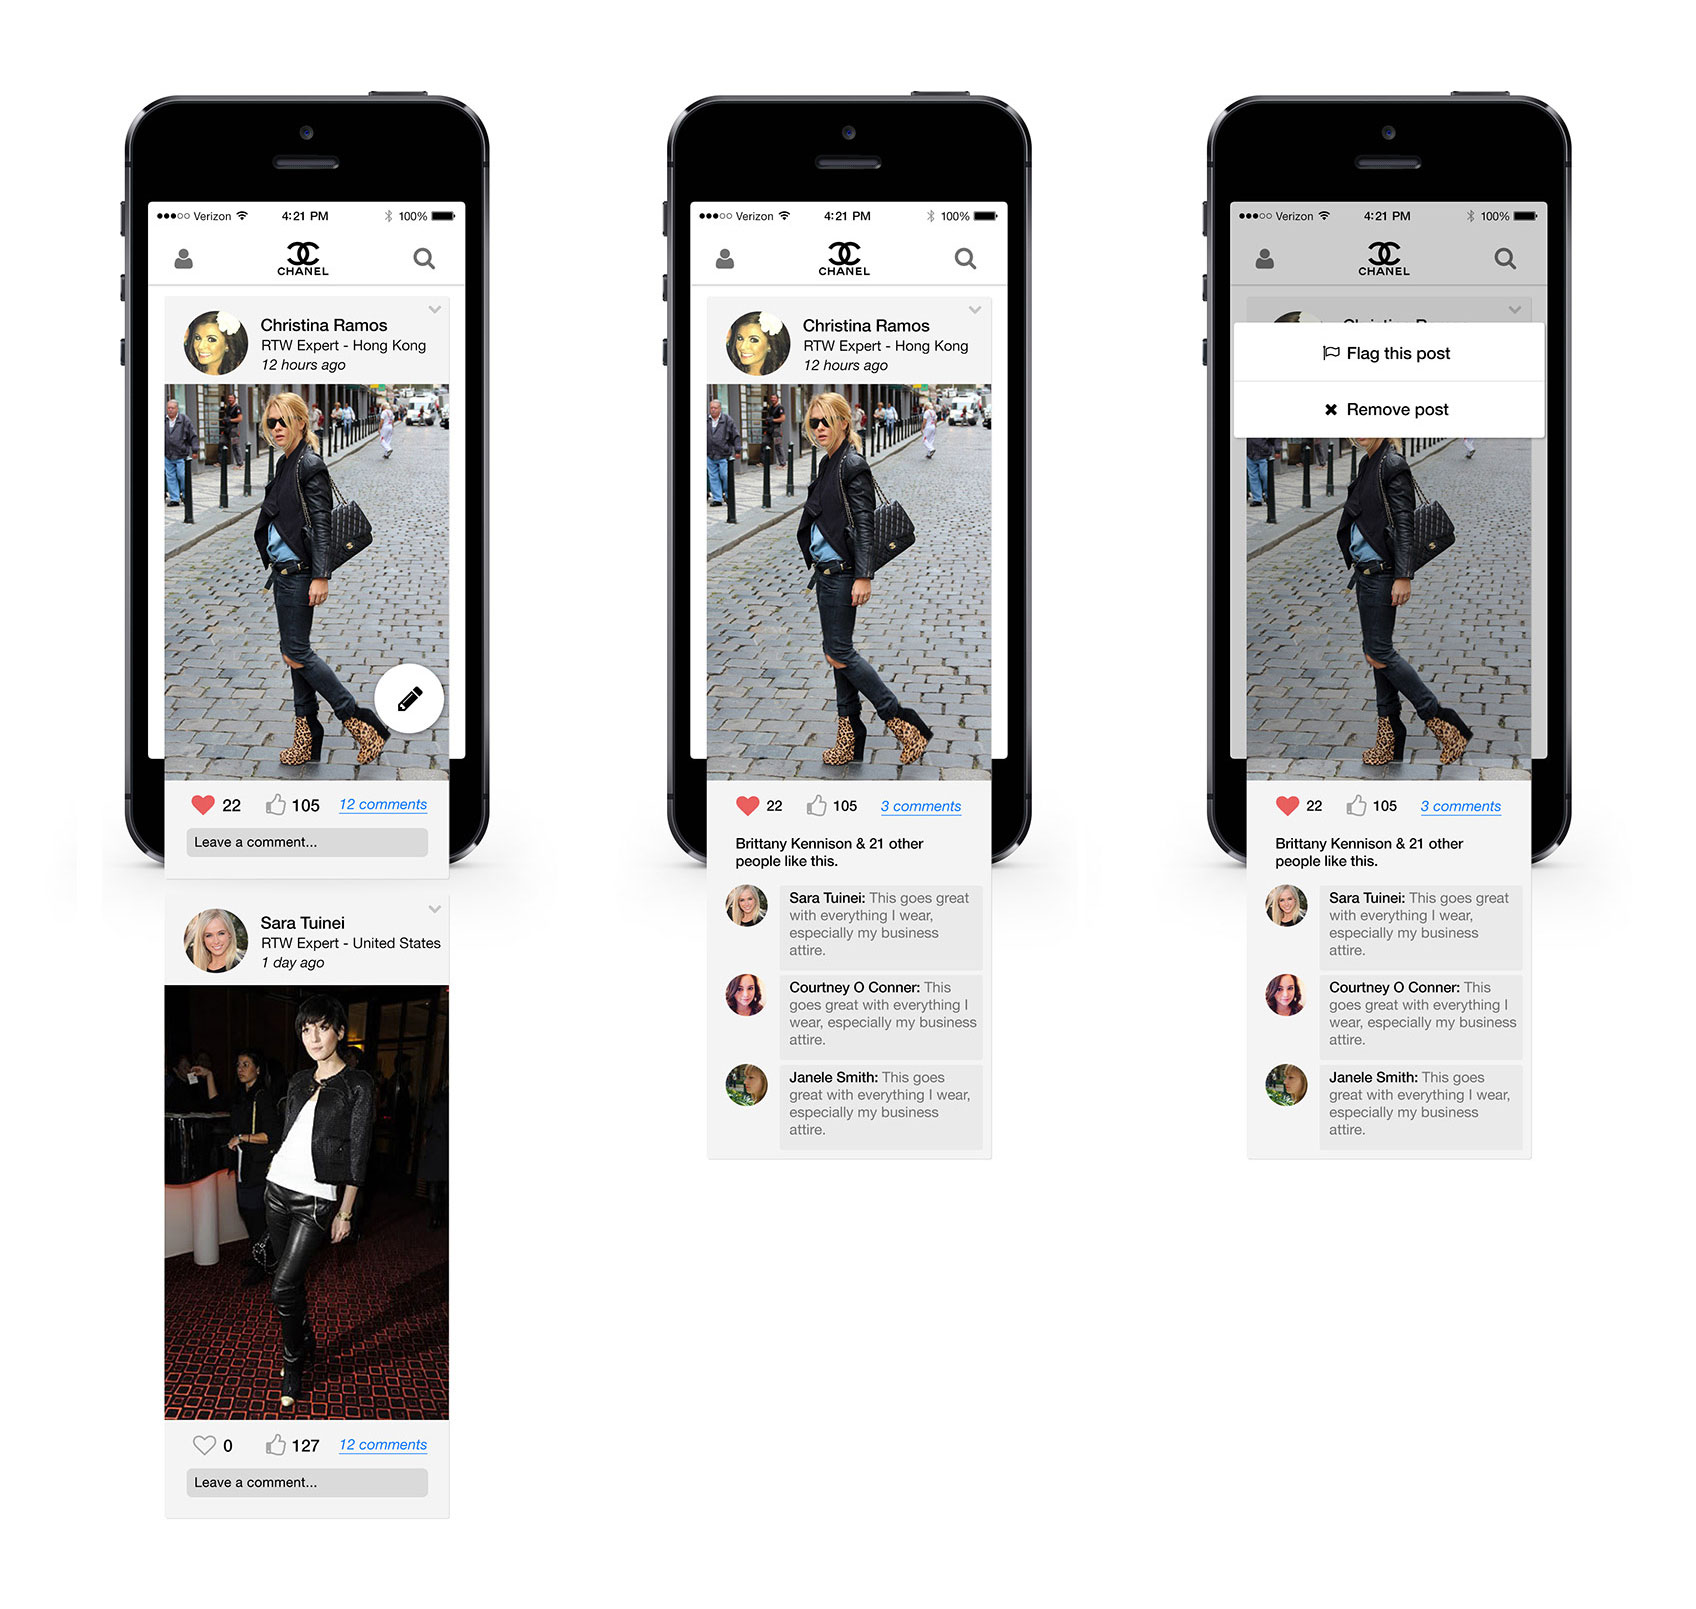 Verizon
4:21 PM
100%
CHANEL
Christina Ramos
RTW Expert - Hong Kong
12 hours ago
22
105
12 comments
Leave a comment...
Sara Tuinei
RTW Expert - United States
1 day ago
0
127
12 comments
Leave a comment...
Verizon
4:21 PM
100%
CHANEL
Christina Ramos
RTW Expert - Hong Kong
12 hours ago
22
105
3 comments
Brittany Kennison & 21 other
people like this.
Sara Tuinei: This goes great
with everything I wear,
especially my business
attire.
Courtney O Conner: This
goes great with everything I
wear, especially my business
attire.
Janele Smith: This goes
great with everything I wear,
especially my business
attire.
Verizon
4:21 PM
100%
CHANEL
Christina Ramos
Flag this post
Remove post
22
105
3 comments
Brittany Kennison & 21 other
people like this.
Sara Tuinei: This goes great
with everything I wear,
especially my business
attire.
Courtney O Conner: This
goes great with everything I
wear, especially my business
attire.
Janele Smith: This goes
great with everything I wear,
especially my business
attire.